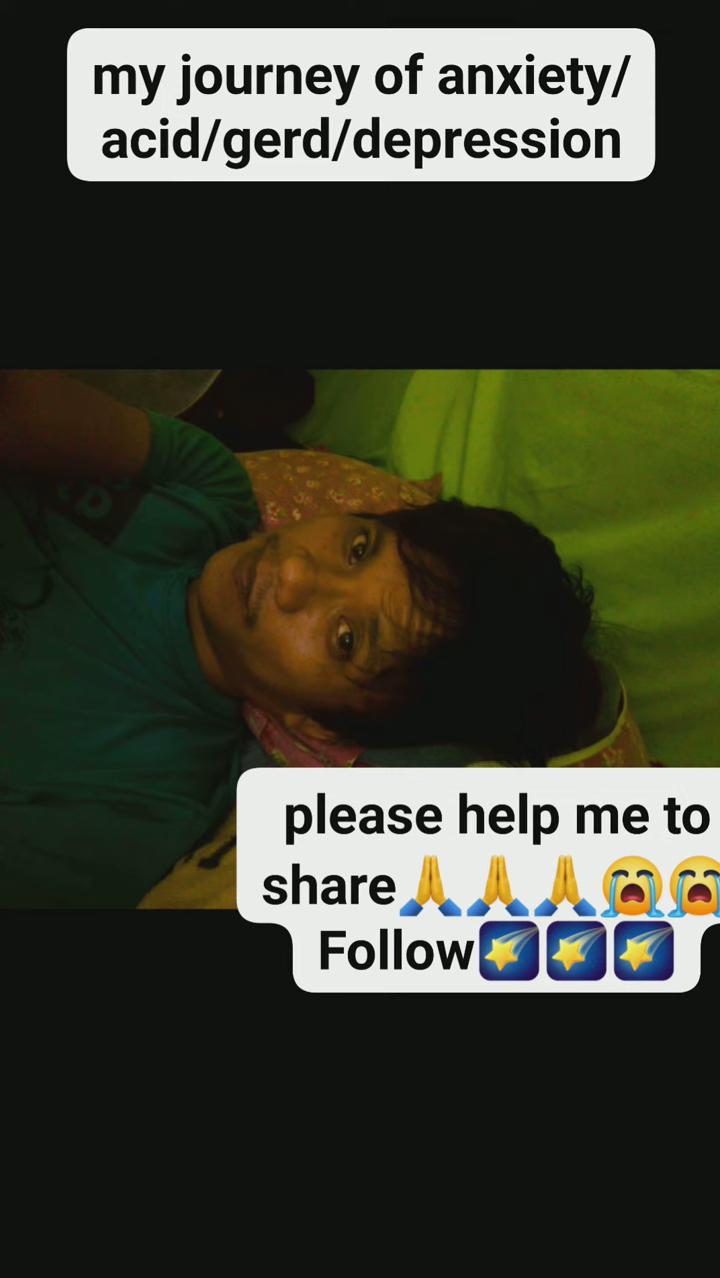 my journey of anxiety/
acid/gerd/depression
please help me to
share🙏🙏🙏😭😭
Follow🌠🌠🌠